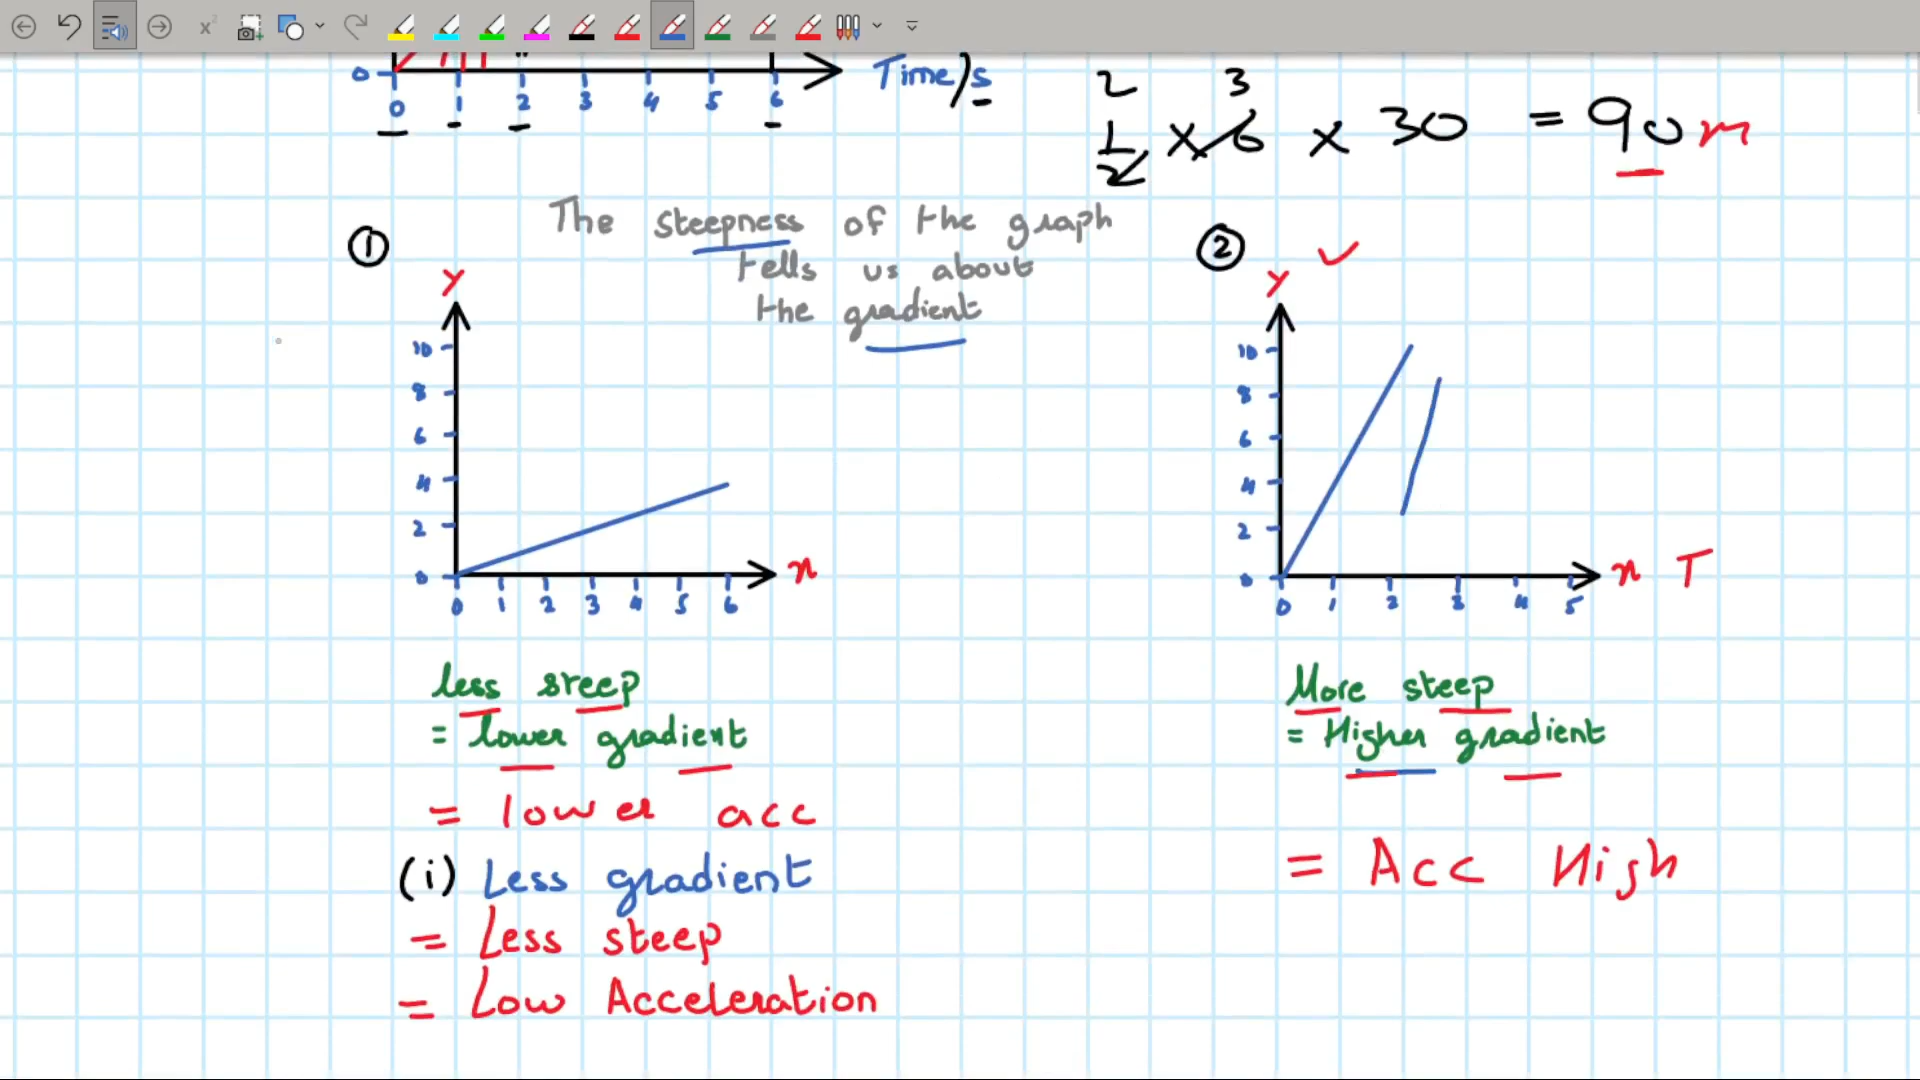 0
0 1 2 3 4 5 6
Time/s
2 3
1/2 × 6 × 30 = 90m
The steepness of the graph
tells us about
the gradient
①
y
10
8
6
4
2
0
0 1 2 3 4 5 6
x
less steep
= lower gradient
= lower acc
(i) Less gradient
= Less steep
= Low Acceleration
② ✓
y
10
8
6
4
2
0
0 1 2 3 4 5
x T
More steep
= Higher gradient
= Acc High